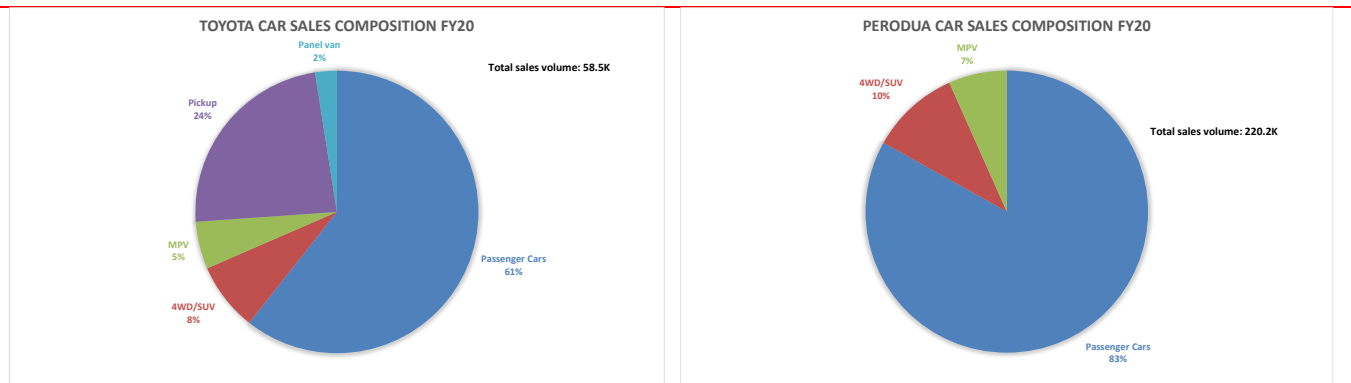 TOYOTA CAR SALES COMPOSITION FY20
Panel van
2%
Total sales volume: 58.5K
Pickup
24%
MPV
5%
Passenger Cars
61%
4WD/SUV
8%
PERODUA CAR SALES COMPOSITION FY20
MPV
7%
4WD/SUV
10%
Total sales volume: 220.2K
Passenger Cars
83%